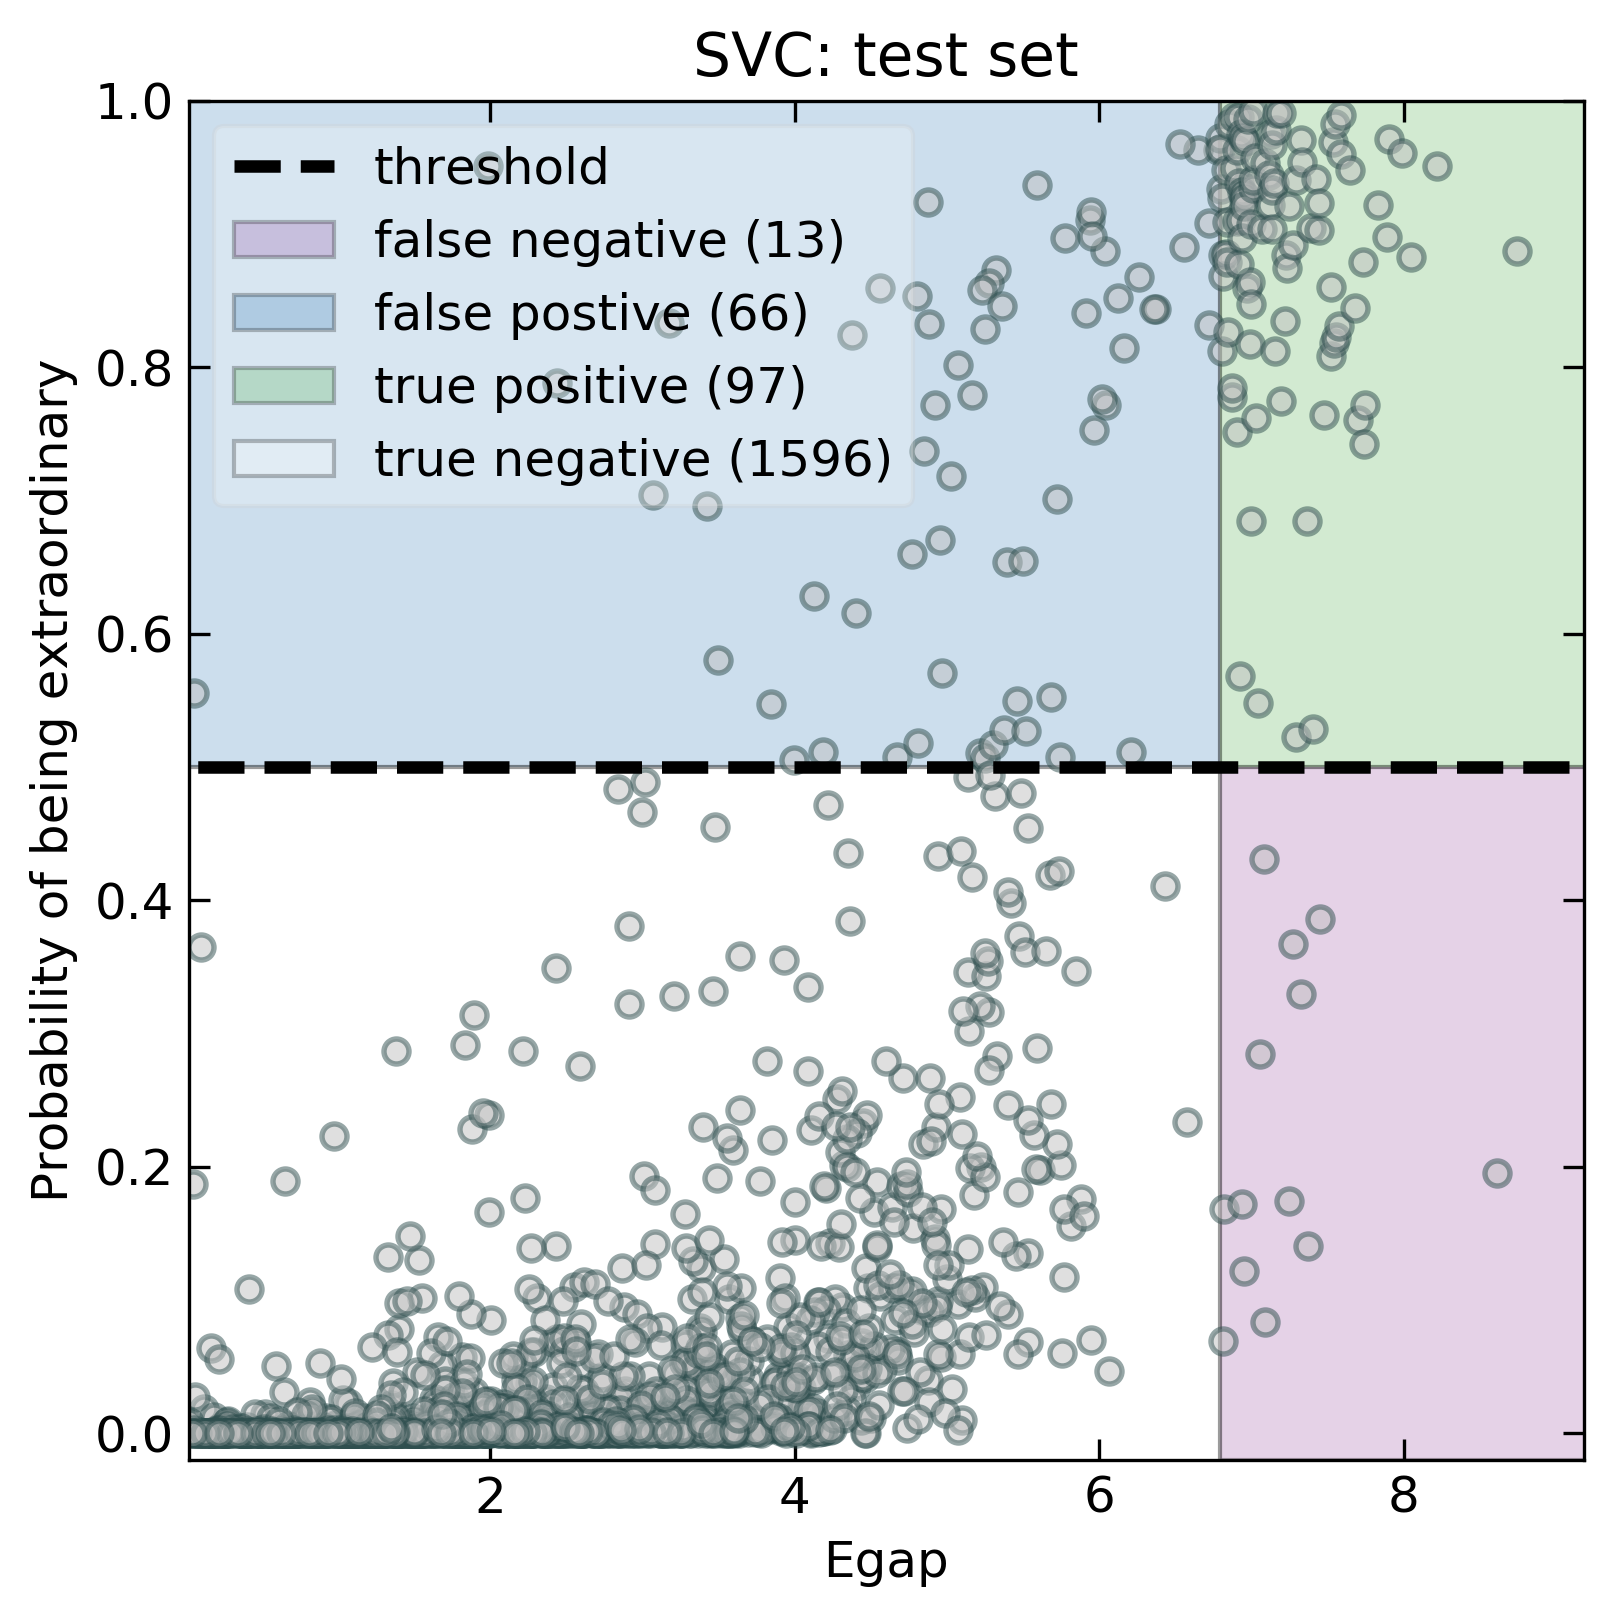 SVC: test set
1.0
0.8
0.6
0.4
0.2
0.0
Probability of being extraordinary
threshold
false negative (13)
false postive (66)
true positive (97)
true negative (1596)
2
4
6
8
Egap